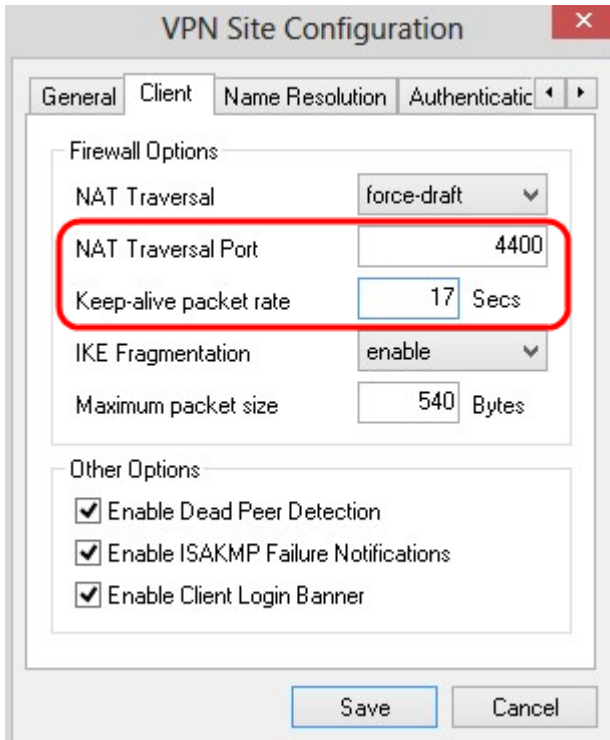 VPN Site Configuration
General Client Name Resolution Authenticatic
Firewall Options
NAT Traversal force-draft
NAT Traversal Port 4400
Keep-alive packet rate 17 Secs
IKE Fragmentation enable
Maximum packet size 540 Bytes
Other Options
Enable Dead Peer Detection
Enable ISAKMP Failure Notifications
Enable Client Login Banner
Save Cancel